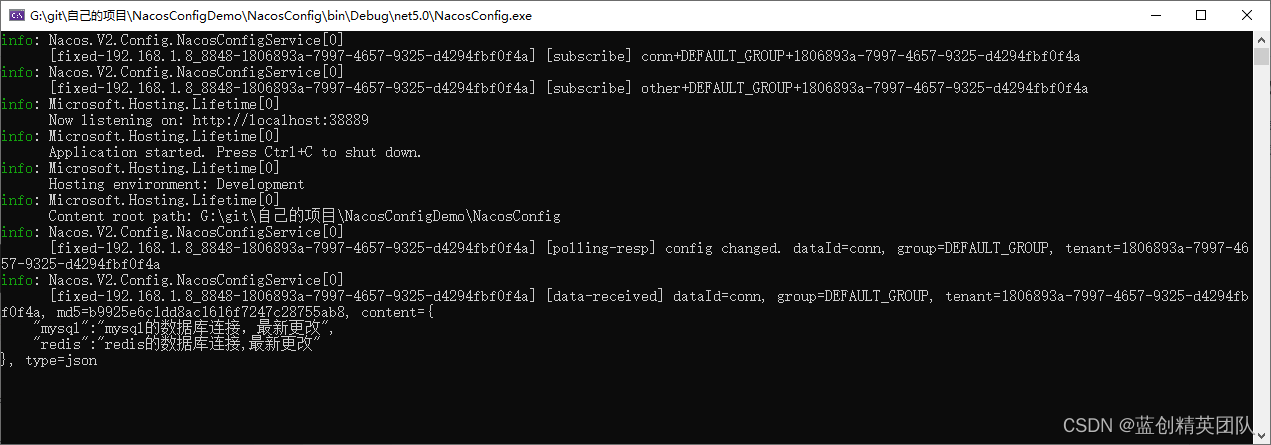 G:\git\自己的项目\NacosConfigDemo\NacosConfig\bin\Debug\net5.0\NacosConfig.exe
info: Nacos.V2.Config.NacosConfigService[0]
[fixed-192.168.1.8_8848-1806893a-7997-4657-9325-d4294fbf0f4a] [subscribe] conn+DEFAULT_GROUP+1806893a-7997-4657-9325-d4294fbf0f4a
info: Nacos.V2.Config.NacosConfigService[0]
[fixed-192.168.1.8_8848-1806893a-7997-4657-9325-d4294fbf0f4a] [subscribe] other+DEFAULT_GROUP+1806893a-7997-4657-9325-d4294fbf0f4a
info: Microsoft.Hosting.Lifetime[0]
Now listening on: http://localhost:38889
info: Microsoft.Hosting.Lifetime[0]
Application started. Press Ctrl+C to shut down.
info: Microsoft.Hosting.Lifetime[0]
Hosting environment: Development
info: Microsoft.Hosting.Lifetime[0]
Content root path: G:\git\自己的项目\NacosConfigDemo\NacosConfig
info: Nacos.V2.Config.NacosConfigService[0]
[fixed-192.168.1.8_8848-1806893a-7997-4657-9325-d4294fbf0f4a] [polling-resp] config changed. dataId=conn, group=DEFAULT_GROUP, tenant=1806893a-7997-46
57-9325-d4294fbf0f4a
info: Nacos.V2.Config.NacosConfigService[0]
[fixed-192.168.1.8_8848-1806893a-7997-4657-9325-d4294fbf0f4a] [data-received] dataId=conn, group=DEFAULT_GROUP, tenant=1806893a-7997-4657-9325-d4294fb
f0f4a, md5=b9925e6c1dd8ac1616f7247c28755ab8, content={
"mysql":"mysql的数据库连接，最新更改",
"redis":"redis的数据库连接,最新更改"
}, type=json
CSDN @蓝创精英团队